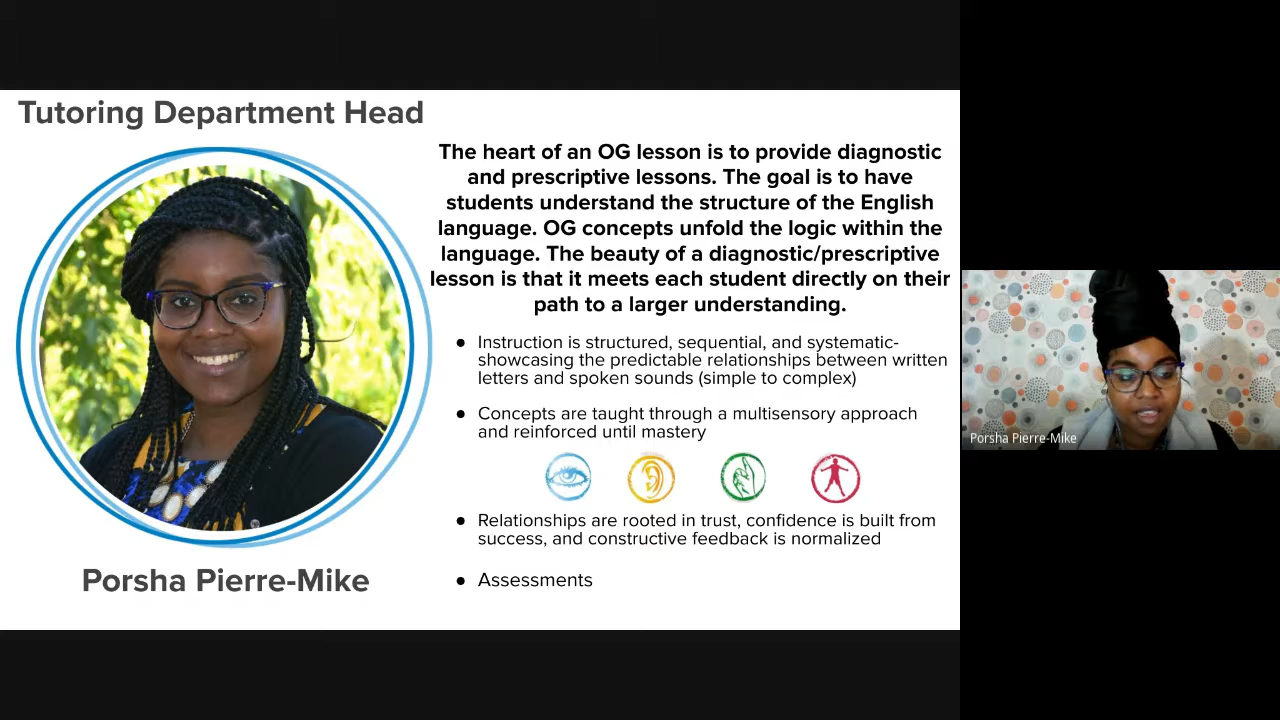 Tutoring Department Head
The heart of an OG lesson is to provide diagnostic
and prescriptive lessons. The goal is to have
students understand the structure of the English
language. OG concepts unfold the logic within the
language. The beauty of a diagnostic/prescriptive
lesson is that it meets each student directly on their
path to a larger understanding.
● Instruction is structured, sequential, and systematic-
showcasing the predictable relationships between written
letters and spoken sounds (simple to complex)
● Concepts are taught through a multisensory approach
and reinforced until mastery
● Relationships are rooted in trust, confidence is built from
success, and constructive feedback is normalized
● Assessments
Porsha Pierre-Mike
Porsha Pierre-Mike